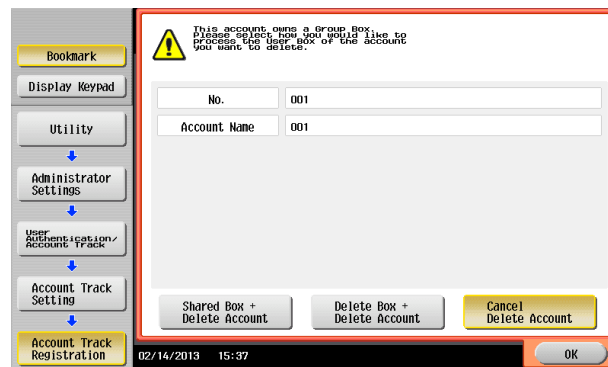 This account owns a Group Box.
Please select how you would like to
process the User Box of the account
you want to delete.
Bookmark
Display Keypad
Utility
Administrator
Settings
User
Authentication/
Account Track
Account Track
Setting
Account Track
Registration
No.
001
Account Name
001
Shared Box +
Delete Account
Delete Box +
Delete Account
Cancel
Delete Account
02/14/2013 15:37
OK